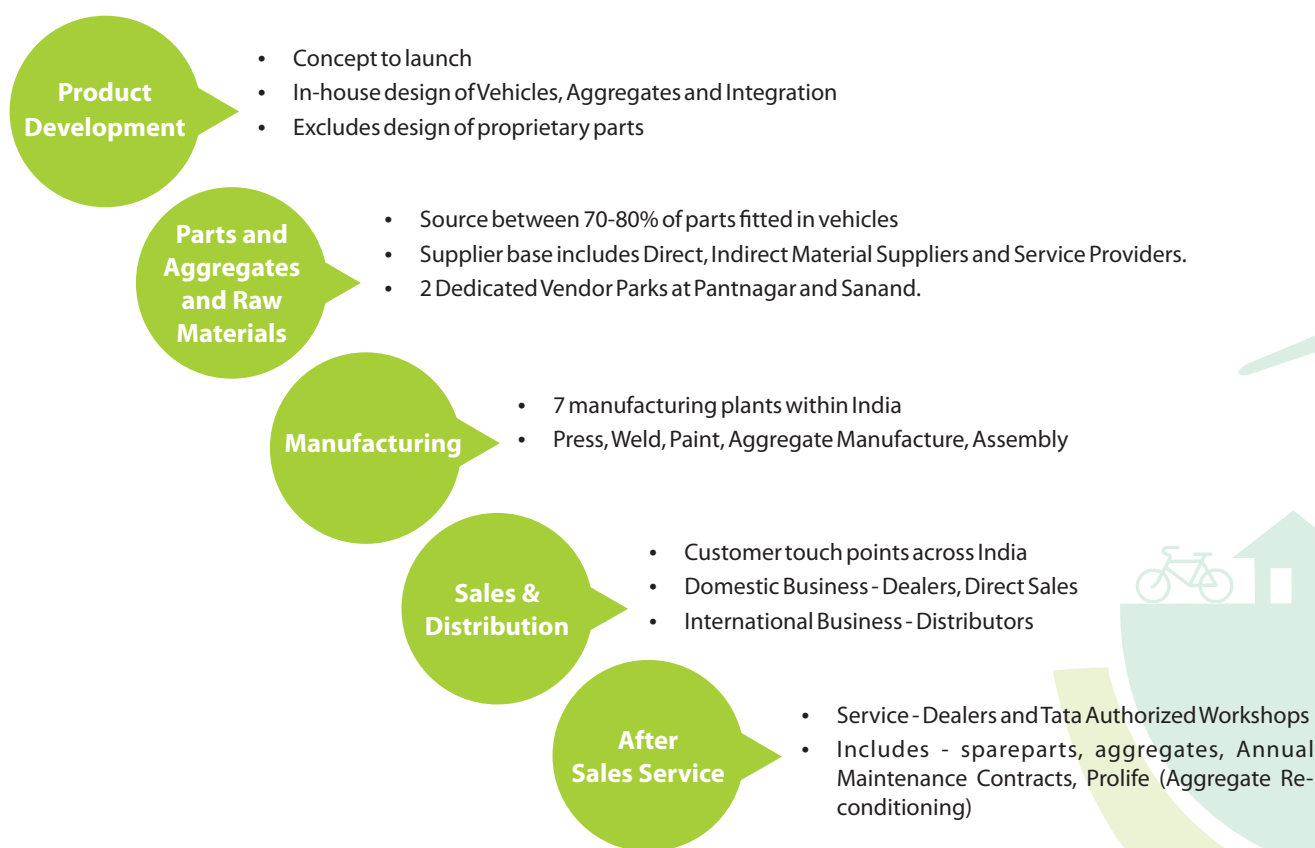 Product
Development
• Concept to launch
• In-house design of Vehicles, Aggregates and Integration
• Excludes design of proprietary parts
Parts and
Aggregates
and Raw
Materials
• Source between 70-80% of parts fitted in vehicles
• Supplier base includes Direct, Indirect Material Suppliers and Service Providers.
• 2 Dedicated Vendor Parks at Pantnagar and Sanand.
Manufacturing
• 7 manufacturing plants within India
• Press, Weld, Paint, Aggregate Manufacture, Assembly
Sales &
Distribution
• Customer touch points across India
• Domestic Business - Dealers, Direct Sales
• International Business - Distributors
After
Sales Service
• Service - Dealers and Tata Authorized Workshops
• Includes - spareparts, aggregates, Annual
Maintenance Contracts, Prolife (Aggregate Re-
conditioning)